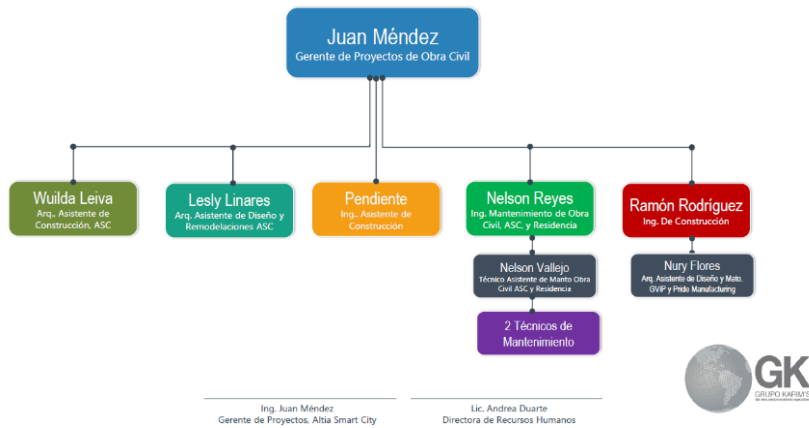 Juan Méndez
Gerente de Proyectos de Obra Civil
Wuilda Leiva
Arq,. Asistente de
Construcción, ASC
Lesly Linares
Arq. Asistente de Diseño y
Remodelaciones ASC
Pendiente
Ing,. Asistente de
Construcción
Nelson Reyes
Ing. Mantenimiento de Obra
Civil, ASC, y Residencia
Ramón Rodríguez
Ing. De Construcción
Nelson Vallejo
Técnico Asistente de Manto Obra
Civil ASC y Residencia
Nury Flores
Arq. Asistente de Diseño y Mato.
GVIP y Pride Manufacturing
2 Técnicos de
Mantenimiento
GK
GRUPO KARIM'S
Ing. Juan Méndez
Gerente de Proyectos, Altia Smart City
Lic. Andrea Duarte
Directora de Recursos Humanos